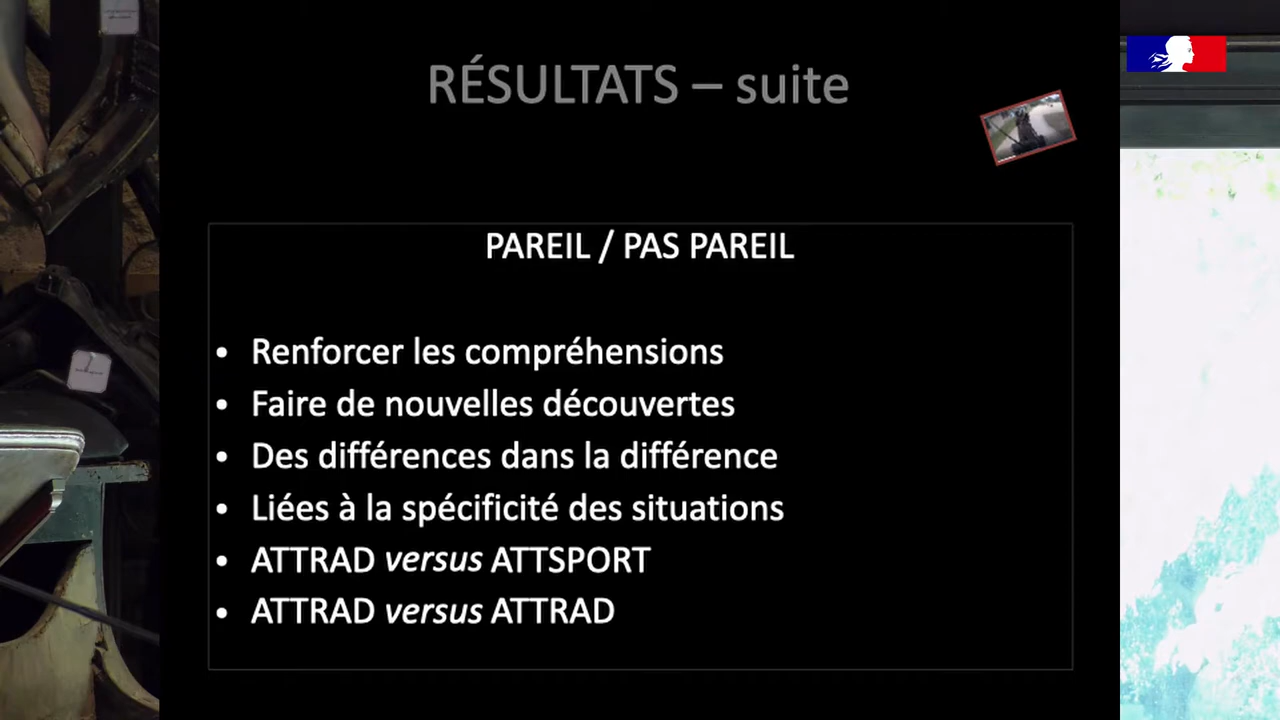 RÉSULTATS – suite
PAREIL / PAS PAREIL
• Renforcer les compréhensions
• Faire de nouvelles découvertes
• Des différences dans la différence
• Liées à la spécificité des situations
• ATTRAD versus ATTSPORT
• ATTRAD versus ATTRAD